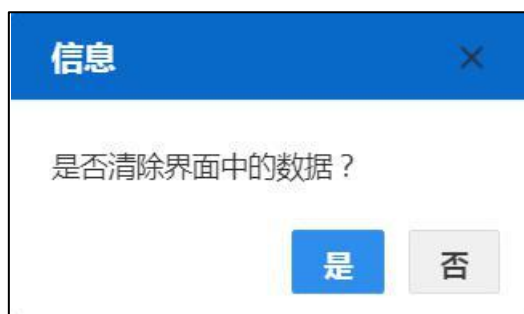 信息
是否清除界面中的数据？
是 否